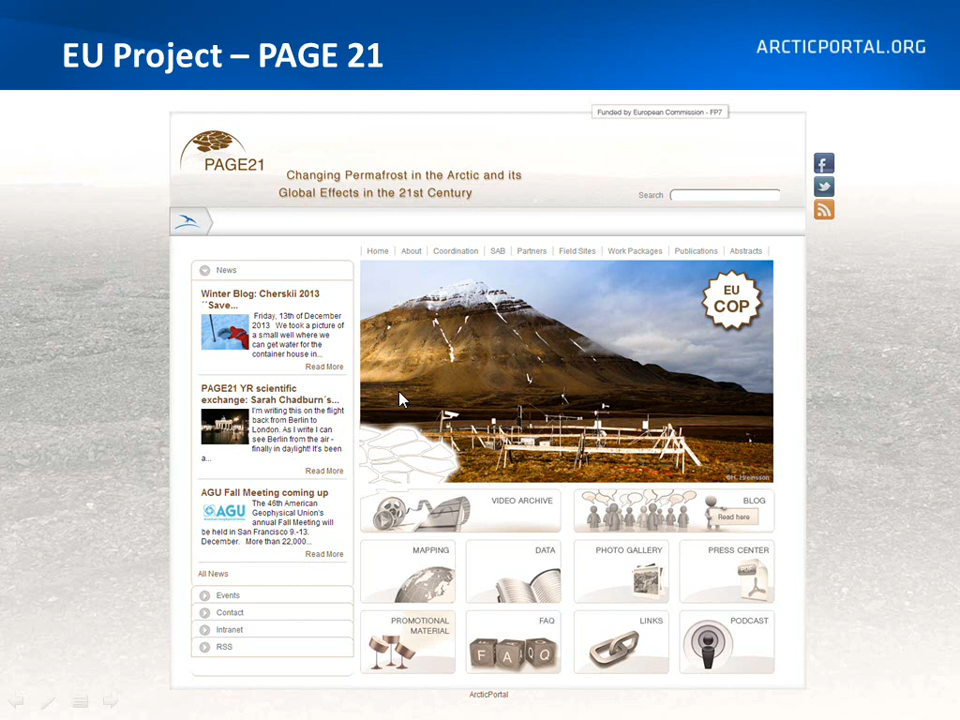 EU Project – PAGE 21
ARCTICPORTAL.ORG
Funded by European Commission - FP7
PAGE21
Changing Permafrost in the Arctic and its
Global Effects in the 21st Century
Search
Home
About
Coordination
SAB
Partners
Field Sites
Work Packages
Publications
Abstracts
News
Winter Blog: Cherskii 2013
``Save...
Friday, 13th of December
2013 We took a picture of
a small well where we
can get water for the
container house in...
Read More
PAGE21 YR scientific
exchange: Sarah Chadburn´s...
I'm writing this on the flight
back from Berlin to
London. As I write I can
see Berlin from the air -
finally in daylight! It's been
a...
Read More
AGU Fall Meeting coming up
AGU
The 46th American
Geophysical Union's
annual Fall Meeting will
be held in San Francisco 9.-13.
December. More than 22,000...
Read More
All News
Events
Contact
Intranet
RSS
EU
COP
VIDEO ARCHIVE
BLOG
Read here
MAPPING
DATA
PHOTO GALLERY
PRESS CENTER
PROMOTIONAL
MATERIAL
FAQ
F A Q
LINKS
PODCAST
ArcticPortal